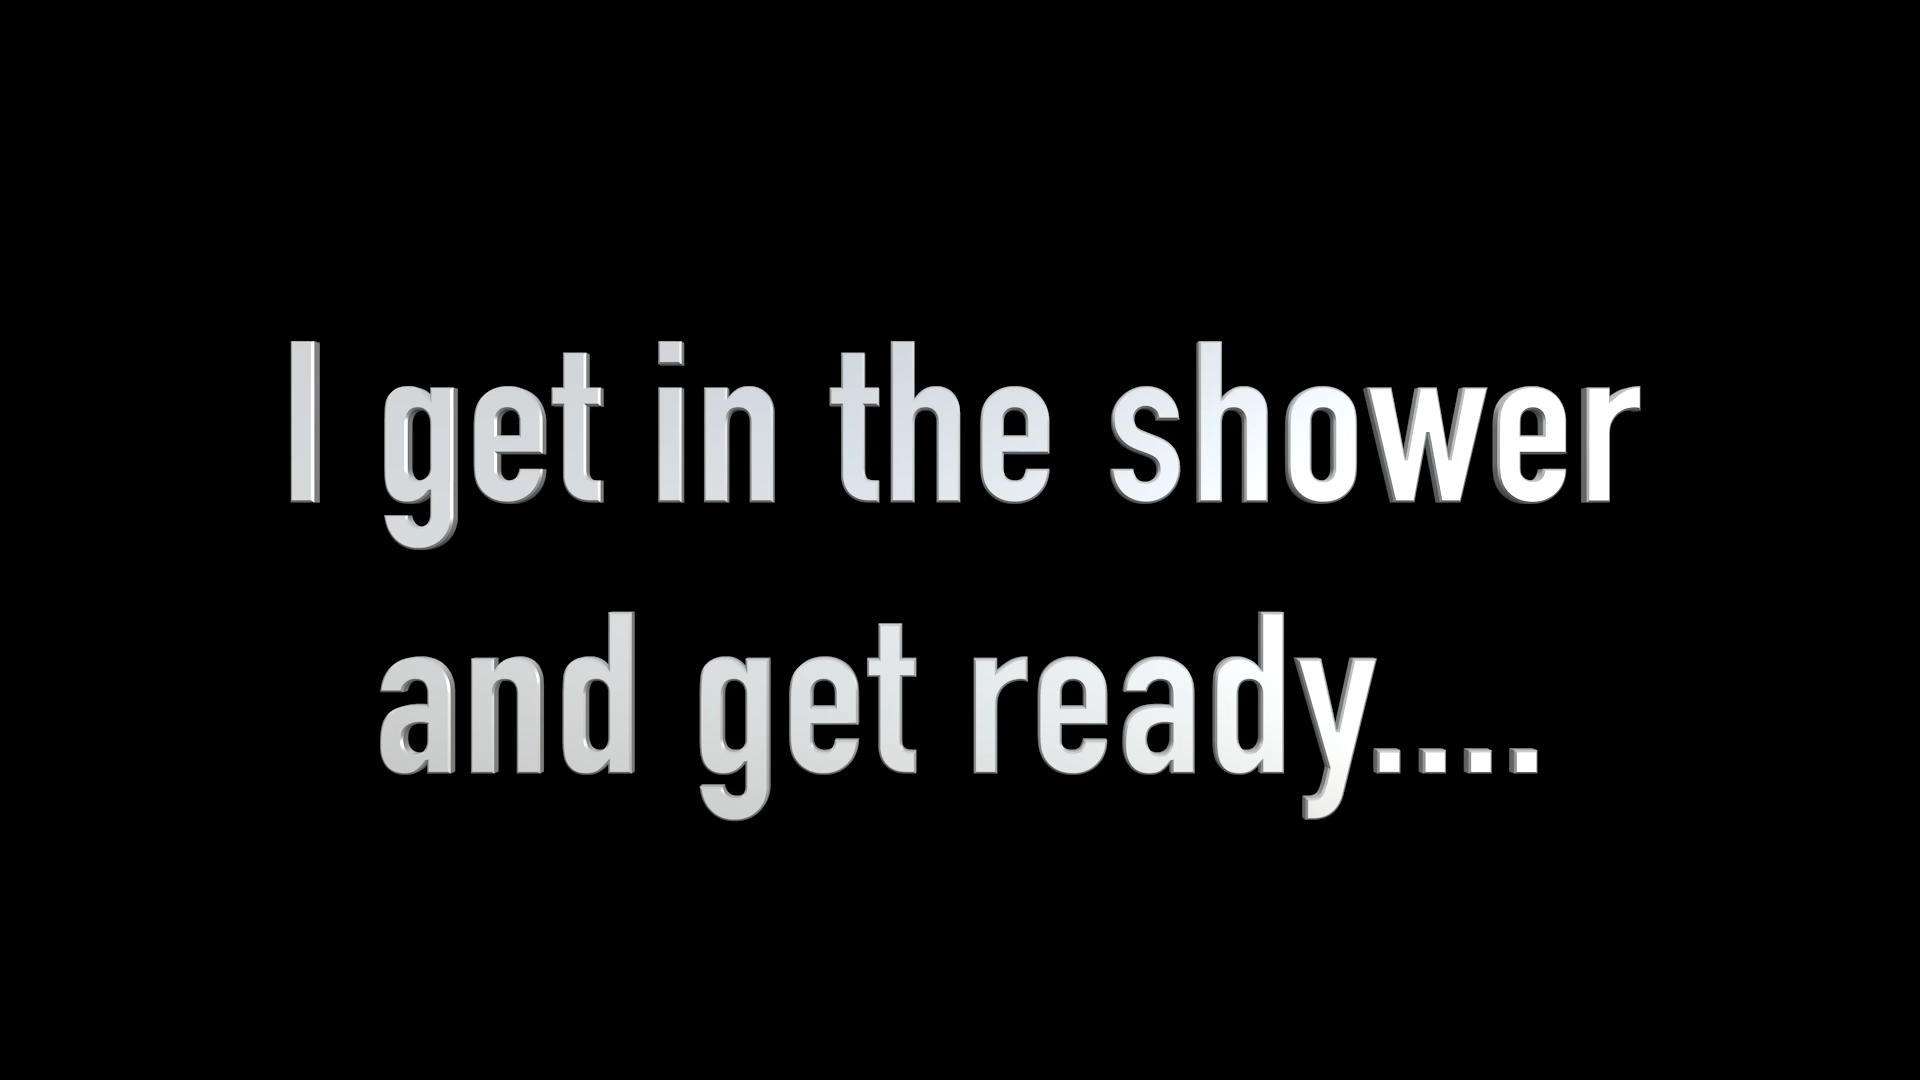 I get in the shower
and get ready....